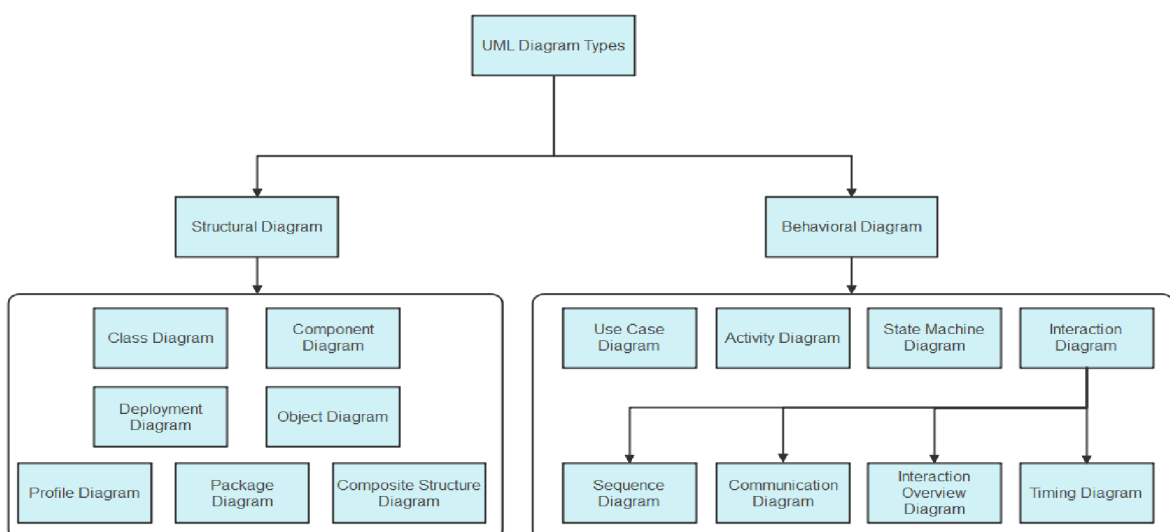 UML Diagram Types
Structural Diagram
Behavioral Diagram
Class Diagram
Component
Diagram
Deployment
Diagram
Object Diagram
Profile Diagram
Package
Diagram
Composite Structure
Diagram
Use Case
Diagram
Activity Diagram
State Machine
Diagram
Interaction
Diagram
Sequence
Diagram
Communication
Diagram
Interaction
Overview
Diagram
Timing Diagram